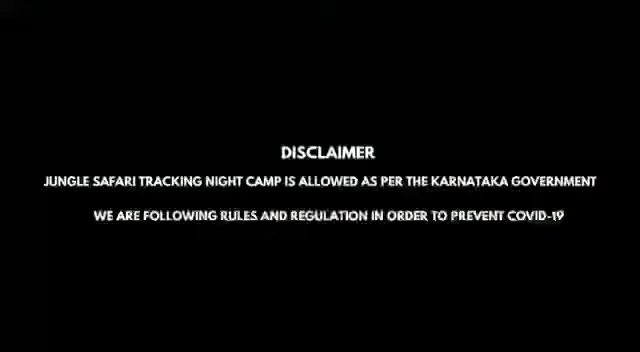 DISCLAIMER
JUNGLE SAFARI TRACKING NIGHT CAMP IS ALLOWED AS PER THE KARNATAKA GOVERNMENT
WE ARE FOLLOWING RULES AND REGULATION IN ORDER TO PREVENT COVID-19